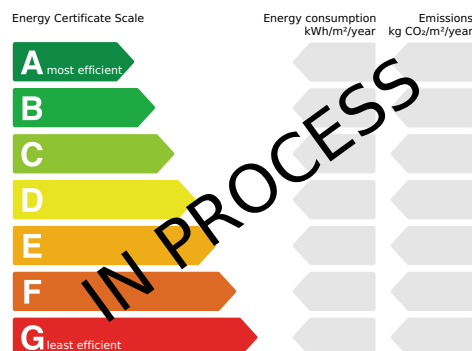 Energy Certificate Scale
Energy consumption
kWh/m²/year
Emissions
kg CO₂/m²/year
A most efficient
B
C
D
E
F
G least efficient
IN PROCESS